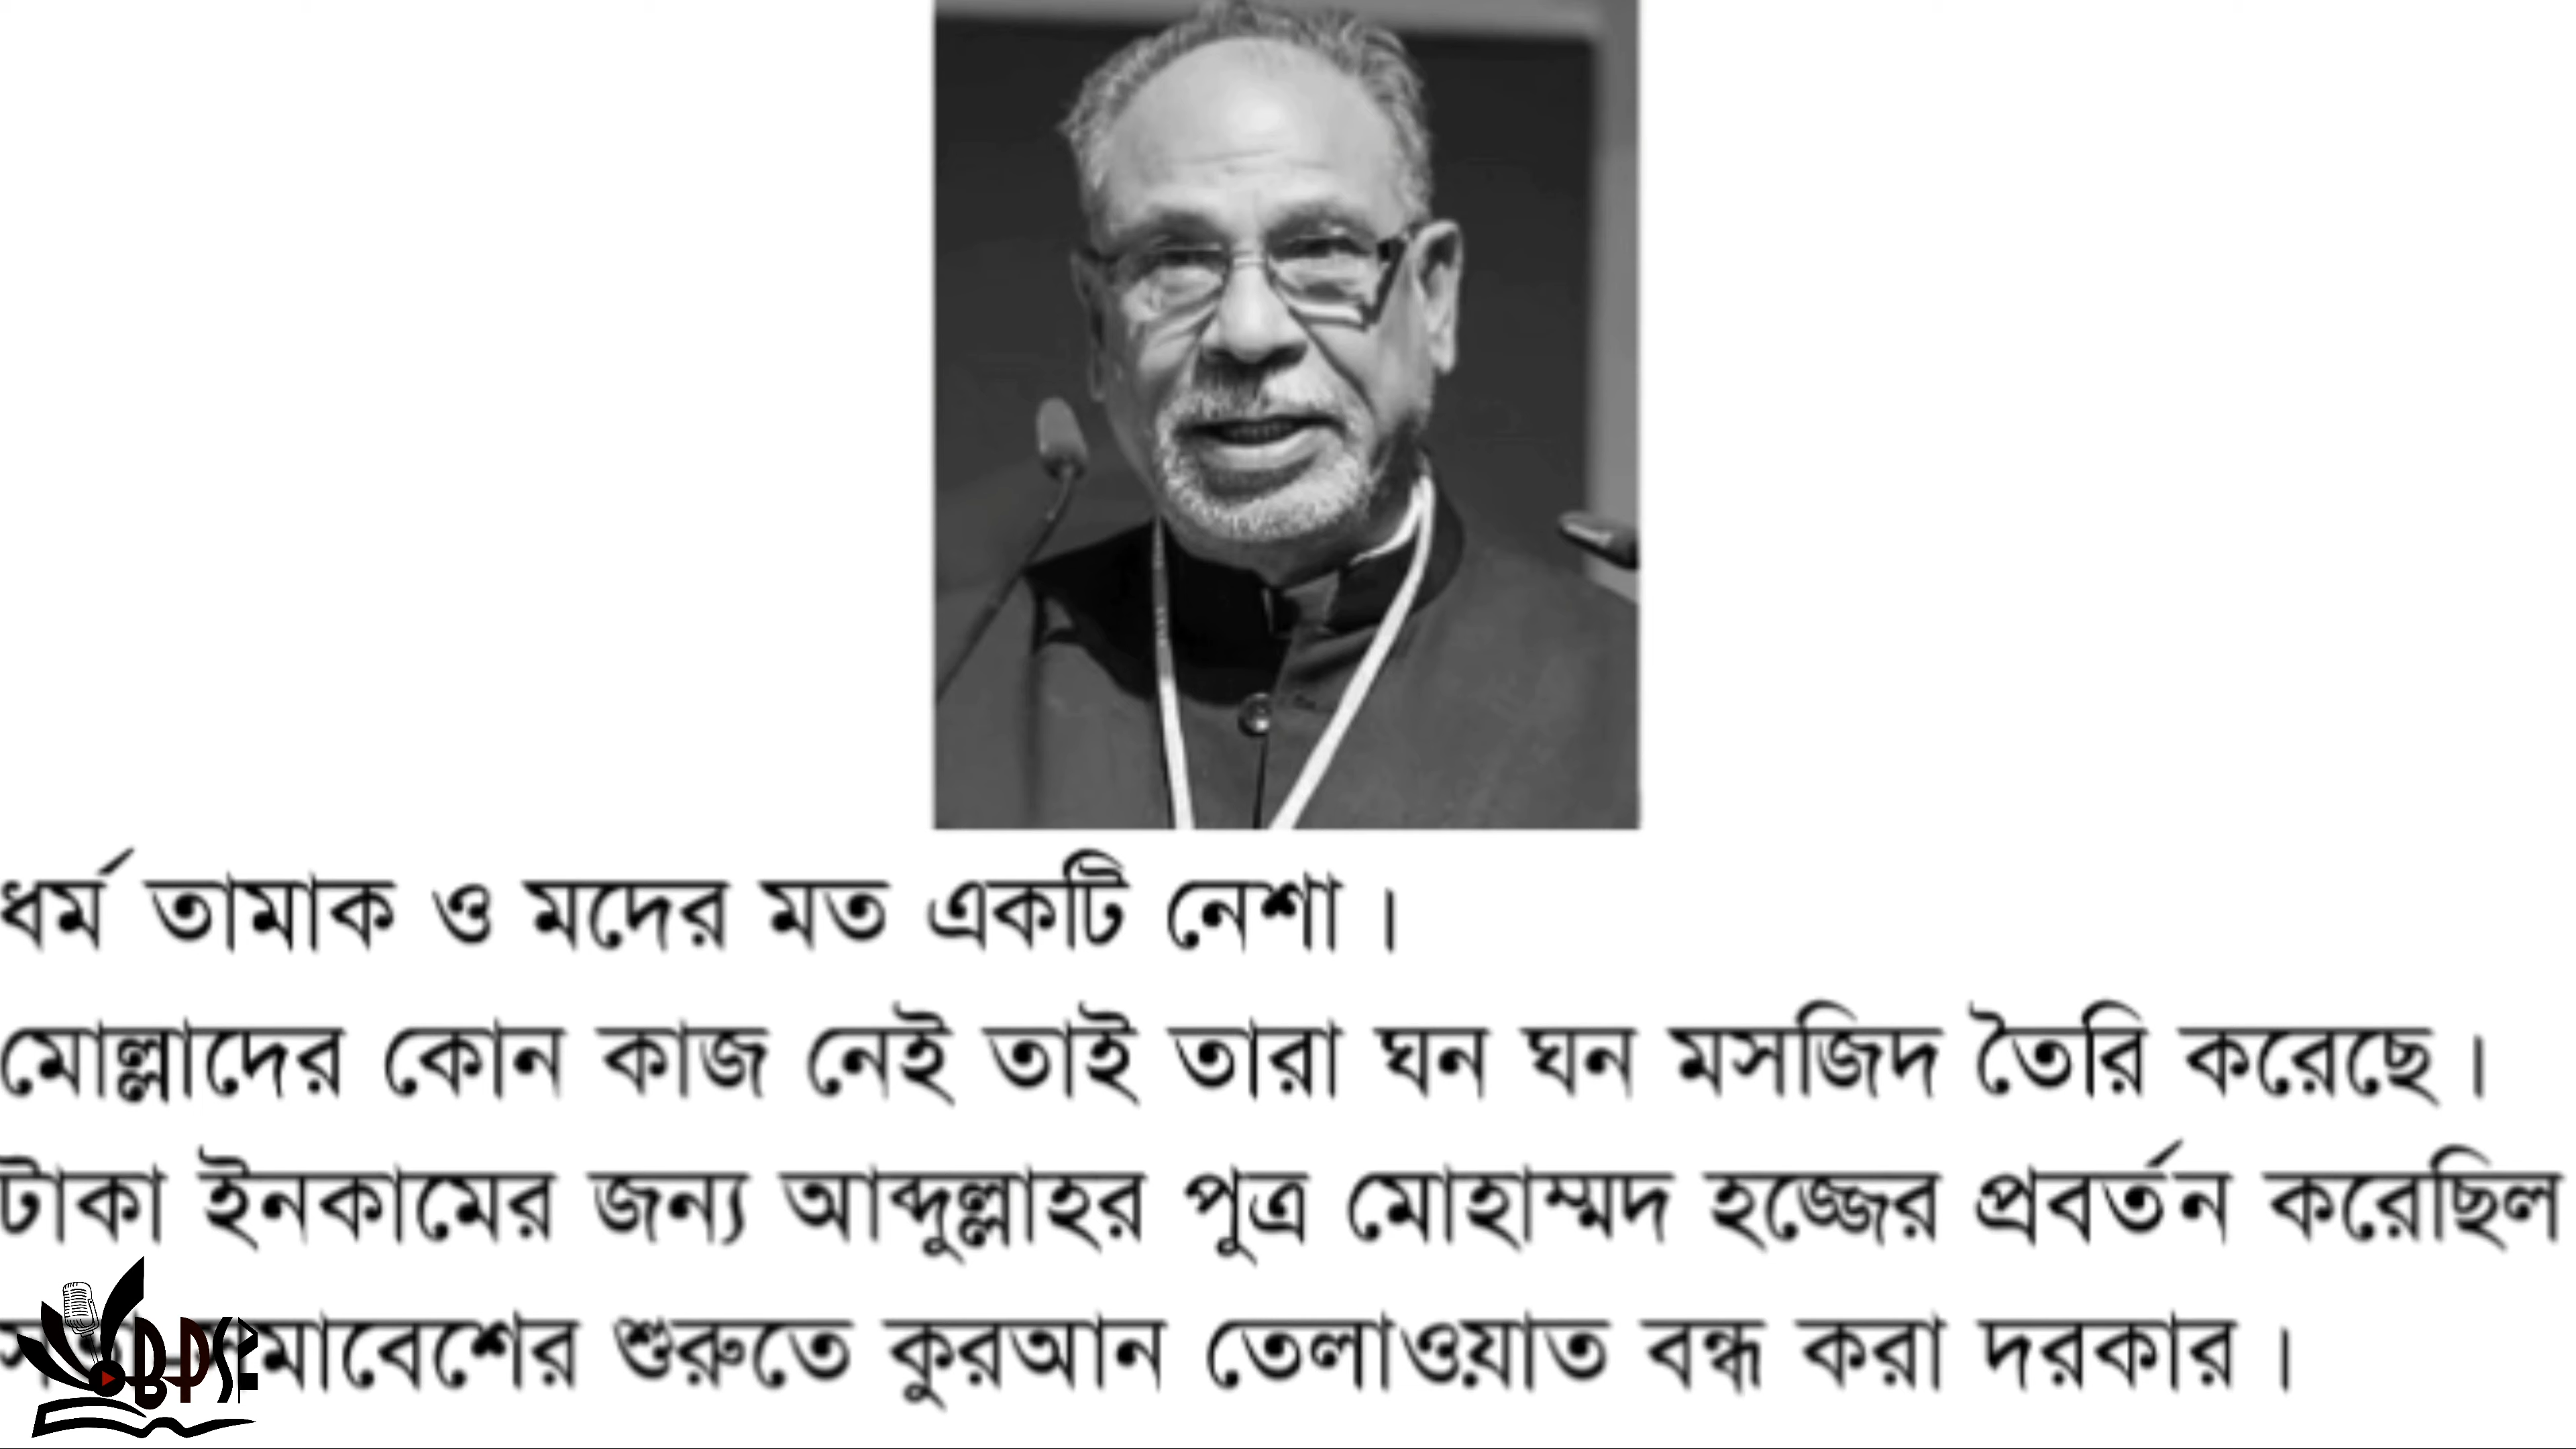 ধর্ম তামাক ও মদের মত একটি নেশা।
মোল্লাদের কোন কাজ নেই তাই তারা ঘন ঘন মসজিদ তৈরি করেছে।
টাকা ইনকামের জন্য আব্দুল্লাহর পুত্র মোহাম্মদ হজ্জের প্রবর্তন করেছিল
শুরুতে কুরআন তেলাওয়াত বন্ধ করা দরকার।